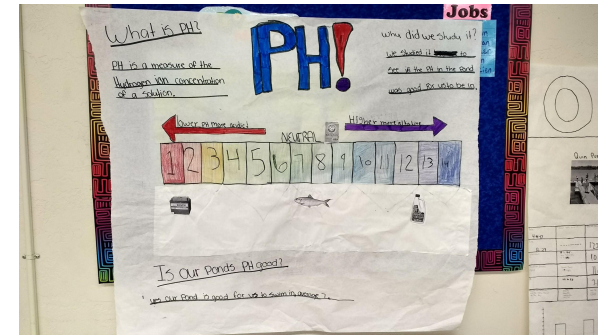 Jobs
What is PH?
PH!
why did we study it?
PH is a measure of the
Hydrogen ion concentration
of a solution.
we studied it to
see if the PH in the Pond
was good for us to be in.
lower PH more acidic
NEUTRAL
Higher more alkaline
1 2 3 4 5 6 7 8 9 10 11 12 13 14
Is our Ponds PH good?
yes our Pond is good for us to swim in, average 7.